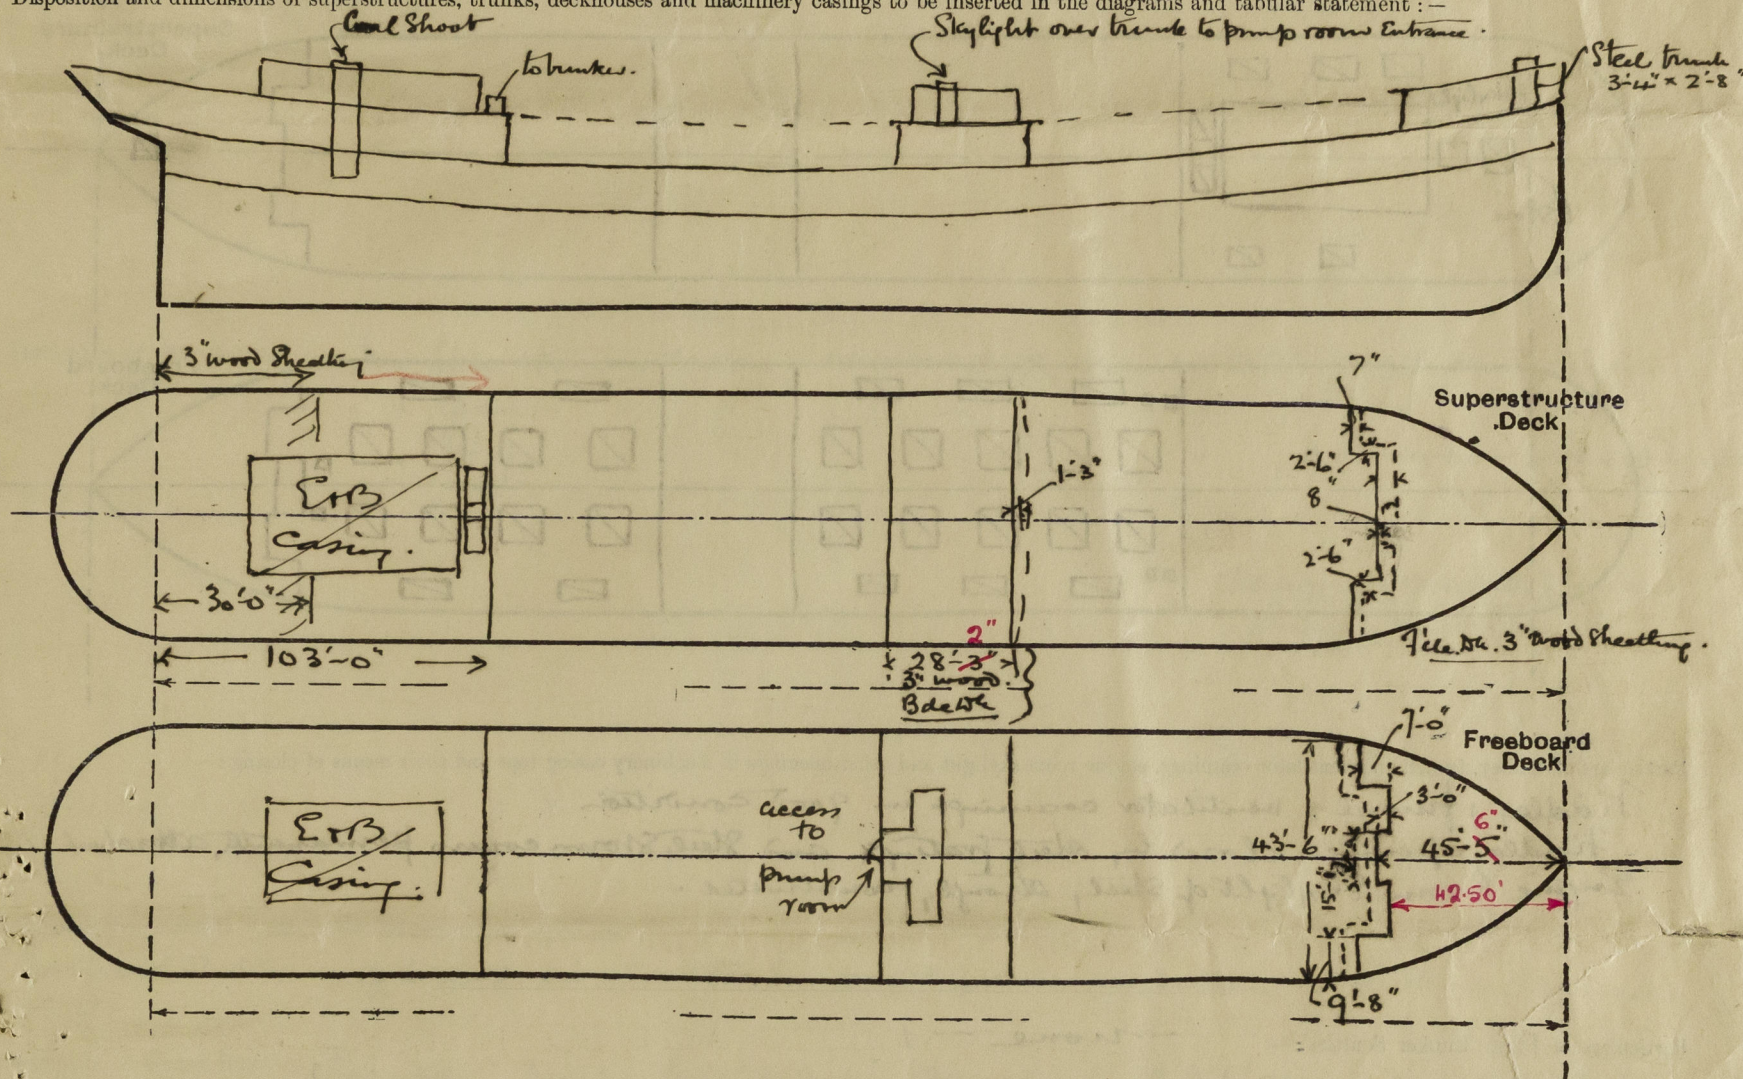 Disposition and dimensions of superstructures, trunks, deckhouses and machinery casings to be inserted in the diagrams and tabular statement :—
Coal Shoot
to bunker.
Skylight over trunk to pump room Entrance.
Steel trunk
3'-4" x 2'-8"
3" wood Sheathing
7"
Superstructure
Deck
E & B
Casing.
1'-3"
2'-6"
8"
2'-6"
30'-0"
103'-0"
2"
28'-3"
3" wood.
Bde Dk
F'cle. Dk. 3" wood Sheathing.
7'-0"
Freeboard
Deck
E & B
Casing.
access
to
pump
room
3'-0"
6"
43'-6"
45'-5"
15'-
42.50'
9'-8"